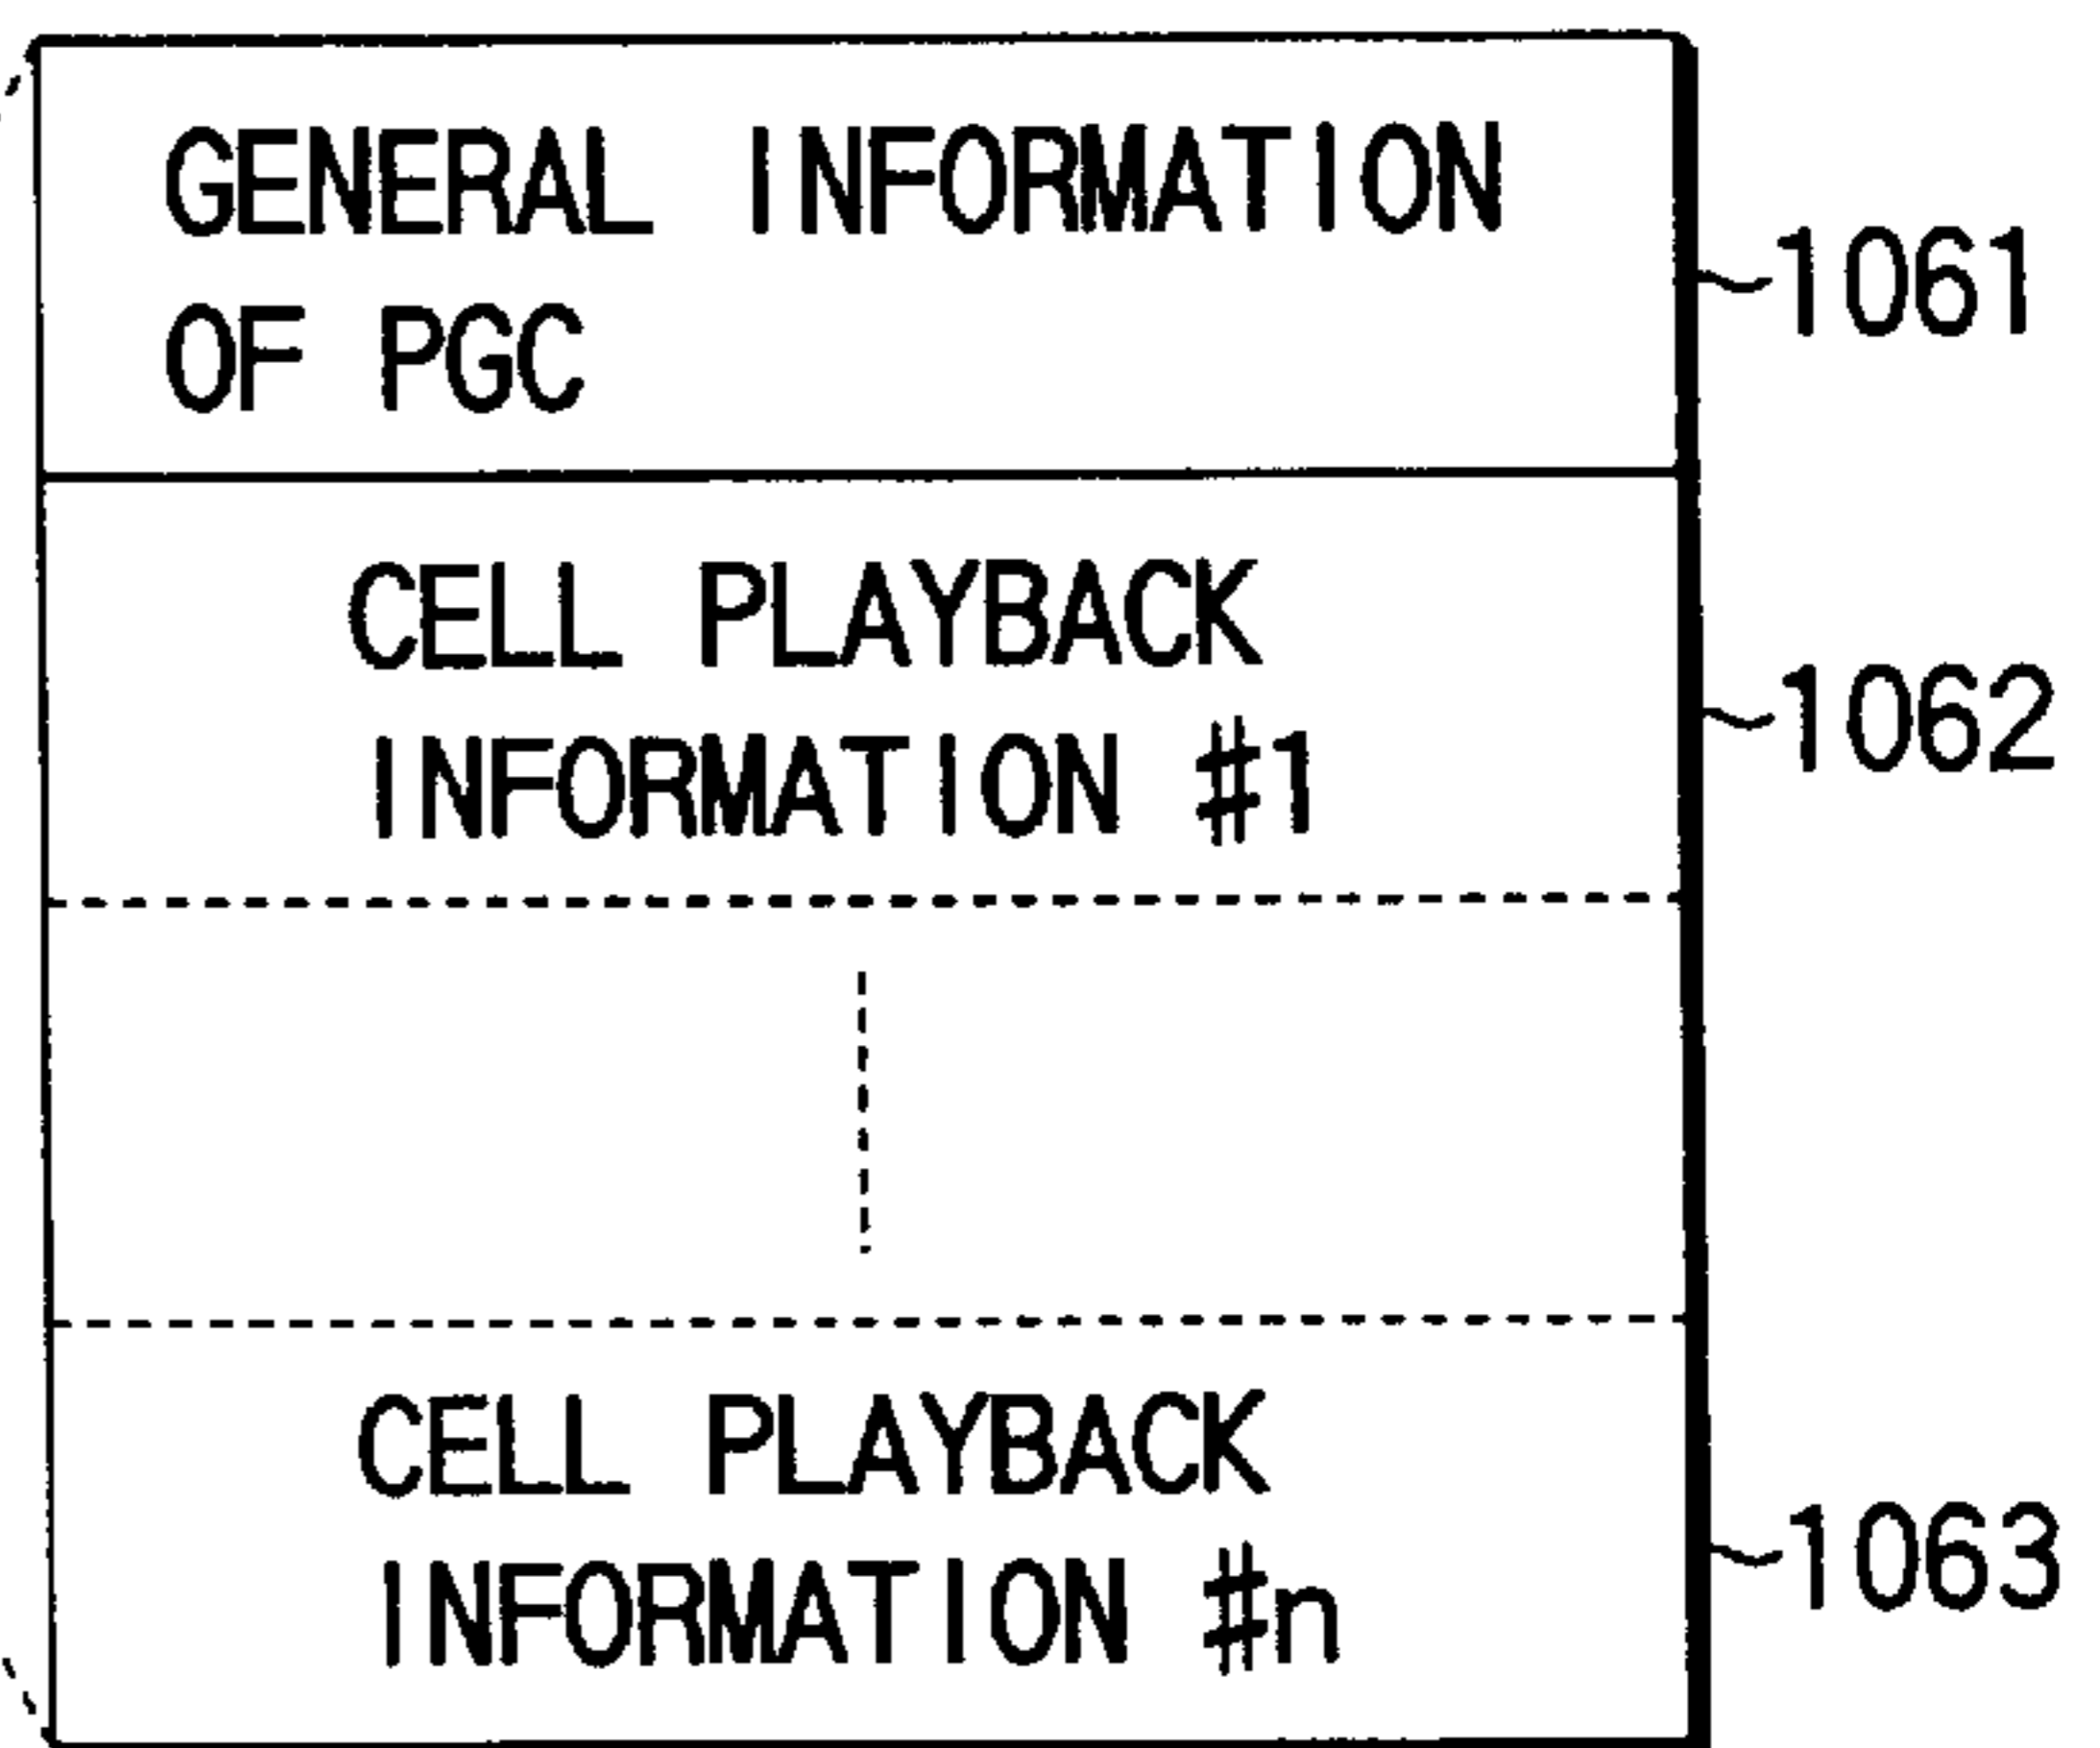 GENERAL INFORMATION
OF PGC
1061
CELL PLAYBACK
INFORMATION #1
1062
CELL PLAYBACK
INFORMATION #n
1063